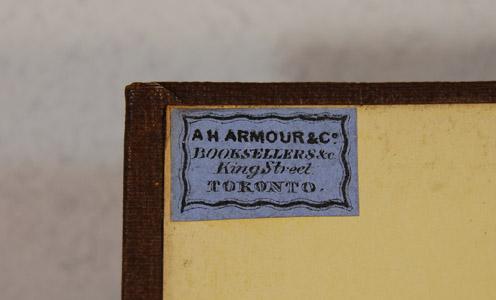 A H ARMOUR & Co.
BOOKSELLERS &c
King Street
TORONTO.